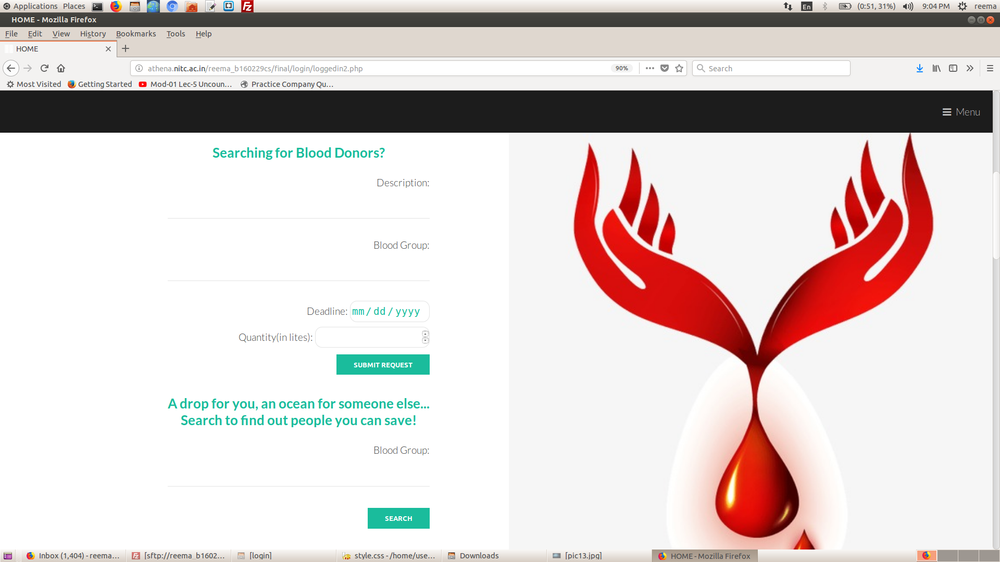 Applications Places En (0:51, 31%) 9:04 PM reema
HOME - Mozilla Firefox
File Edit View History Bookmarks Tools Help
HOME
athena.nitc.ac.in/reema_b160229cs/final/login/loggedin2.php 90% Search
Most Visited Getting Started Mod-01 Lec-5 Uncoun... Practice Company Qu...
Menu
Searching for Blood Donors?
Description:
Blood Group:
Deadline: mm/dd/yyyy
Quantity(in lites):
SUBMIT REQUEST
A drop for you, an ocean for someone else...
Search to find out people you can save!
Blood Group:
SEARCH
Inbox (1,404) - reema... [sftp://reema_b1602... [login] style.css - /home/use... Downloads [pic13.jpg] HOME - Mozilla Firefox